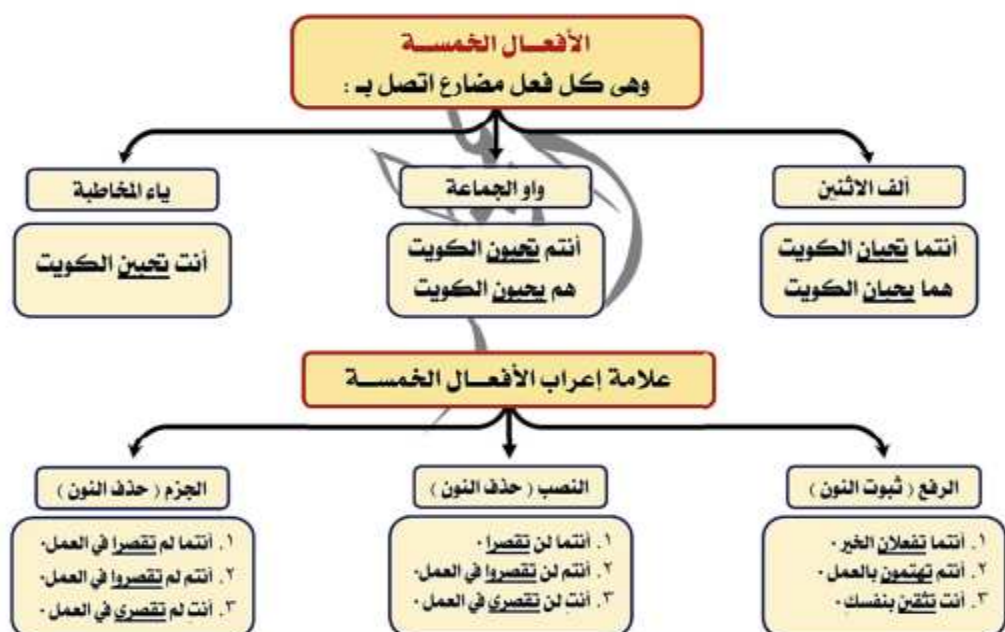 الأفعـــال الخمســـة
وهى كل فعل مضارع اتصل بـ :
ألف الاثنين
أنتما تحبان الكويت
هما يحبان الكويت
واو الجماعة
أنتم تحبون الكويت
هم يحبون الكويت
ياء المخاطبة
أنت تحبين الكويت
علامة إعراب الأفعـــال الخمســـة
الرفع ( ثبوت النون )
١. أنتما تفعلان الخير.
٢. أنتم تهتمون بالعمل.
٣. أنت تثقين بنفسك.
النصب ( حذف النون )
١. أنتما لن تقصرا.
٢. أنتم لن تقصروا في العمل.
٣. أنتِ لن تقصري في العمل.
الجزم ( حذف النون )
١. أنتما لم تقصرا في العمل.
٢. أنتم لم تقصروا في العمل.
٣. أنت لم تقصري في العمل.